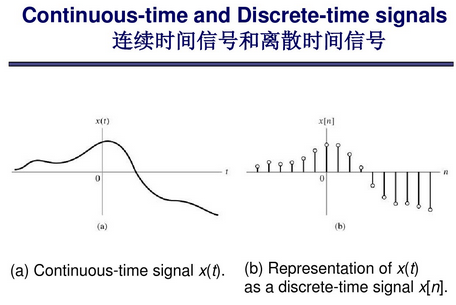 Continuous-time and Discrete-time signals
连续时间信号和离散时间信号
x(t)
t
0
(a)
x[n]
n
0
(b)
(a) Continuous-time signal x(t).
(b) Representation of x(t)
as a discrete-time signal x[n].